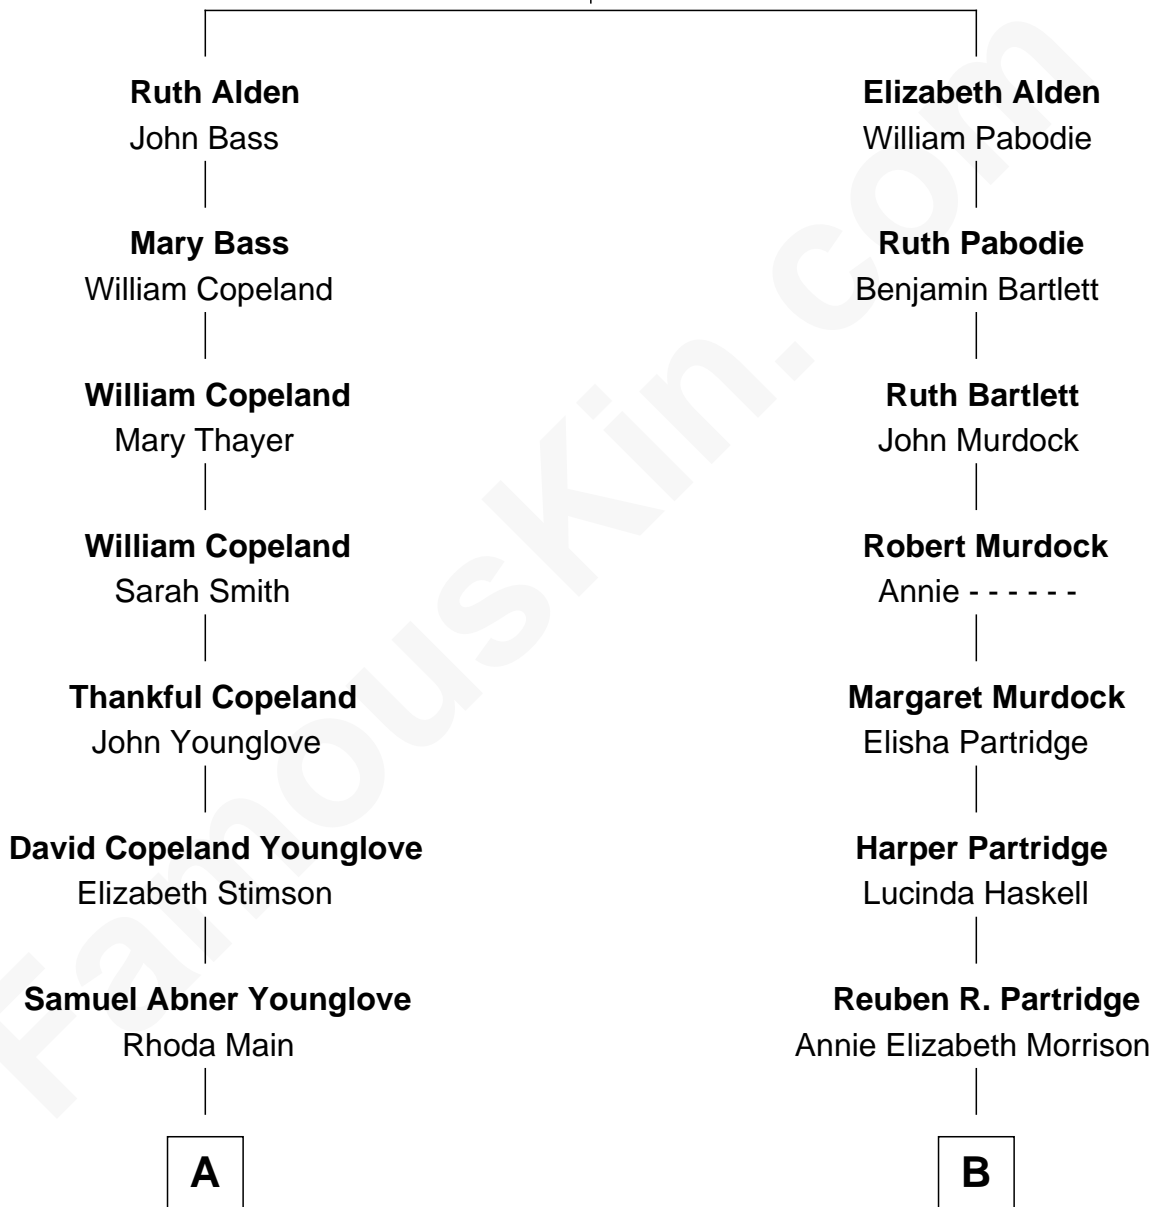 Ruth Alden
John Bass
Elizabeth Alden
William Pabodie
Mary Bass
William Copeland
Ruth Pabodie
Benjamin Bartlett
William Copeland
Mary Thayer
Ruth Bartlett
John Murdock
William Copeland
Sarah Smith
Robert Murdock
Annie - - - - - -
Thankful Copeland
John Younglove
Margaret Murdock
Elisha Partridge
David Copeland Younglove
Elizabeth Stimson
Harper Partridge
Lucinda Haskell
Samuel Abner Younglove
Rhoda Main
Reuben R. Partridge
Annie Elizabeth Morrison
A
B
FamousKin.com